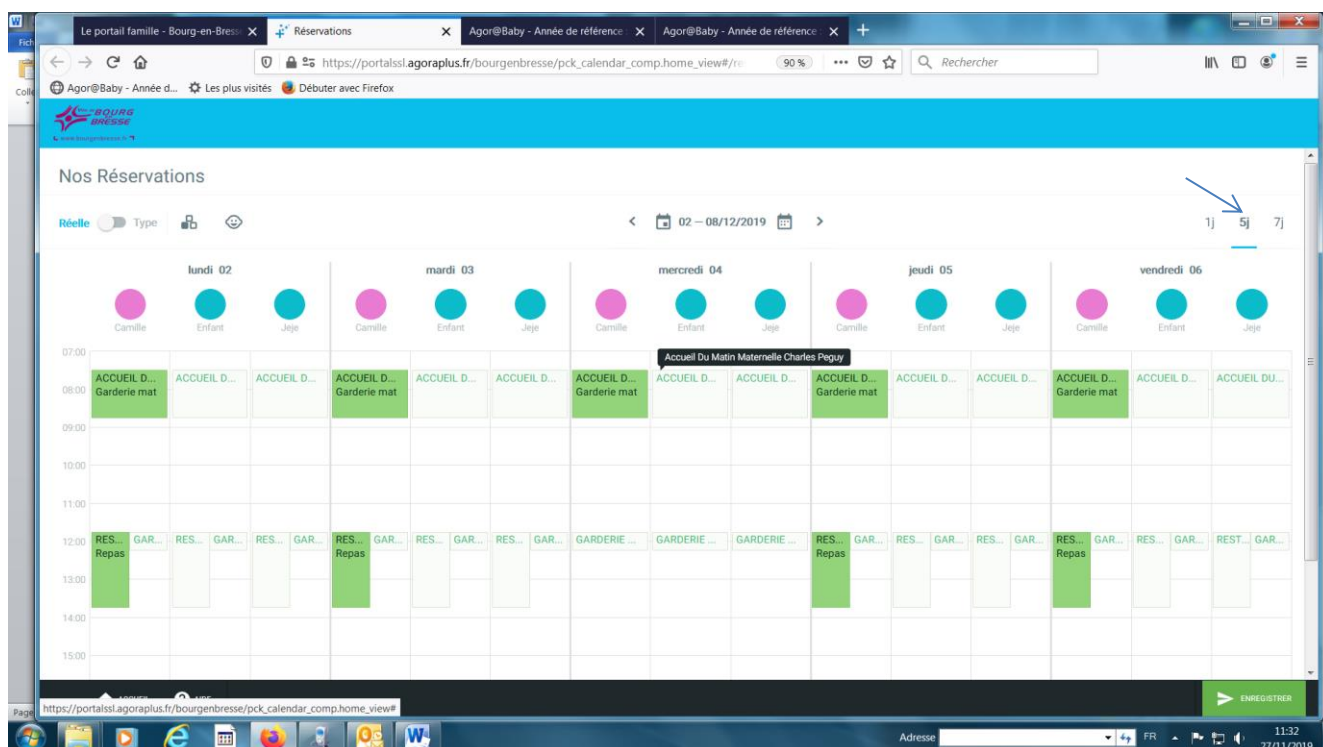 Fich
Le portail famille - Bourg-en-Bress
Réservations
Agor@Baby - Année de référence :
Agor@Baby - Année de référence :
https://portalssl.agoraplus.fr/bourgenbresse/pck_calendar_comp.home_view#/re
90 %
Rechercher
Colle
Agor@Baby - Année d...
Les plus visités
Débuter avec Firefox
BOURG
BRESSE
www.bourgenbresse.fr
Nos Réservations
Réelle Type
02 – 08/12/2019
1j 5j 7j
lundi 02 mardi 03 mercredi 04 jeudi 05 vendredi 06
Camille Enfant Jeje Camille Enfant Jeje Camille Enfant Jeje Camille Enfant Jeje Camille Enfant Jeje
07:00
Accueil Du Matin Maternelle Charles Peguy
ACCUEIL D... ACCUEIL D... ACCUEIL D... ACCUEIL D... ACCUEIL D... ACCUEIL D... ACCUEIL D... ACCUEIL D... ACCUEIL D... ACCUEIL D... ACCUEIL D... ACCUEIL D... ACCUEIL D... ACCUEIL D... ACCUEIL DU...
08:00 Garderie mat Garderie mat Garderie mat Garderie mat Garderie mat
09:00
10:00
11:00
12:00 RES... GAR... RES... GAR... RES... GAR... RES... GAR... RES... GAR... RES... GAR... GARDERIE ... GARDERIE ... GARDERIE ... RES... GAR... RES... GAR... RES... GAR... RES... GAR... RES... GAR... REST... GAR...
Repas Repas Repas Repas
13:00
14:00
15:00
ENREGISTRER
Page
https://portalssl.agoraplus.fr/bourgenbresse/pck_calendar_comp.home_view#
Adresse
FR
11:32
27/11/2019